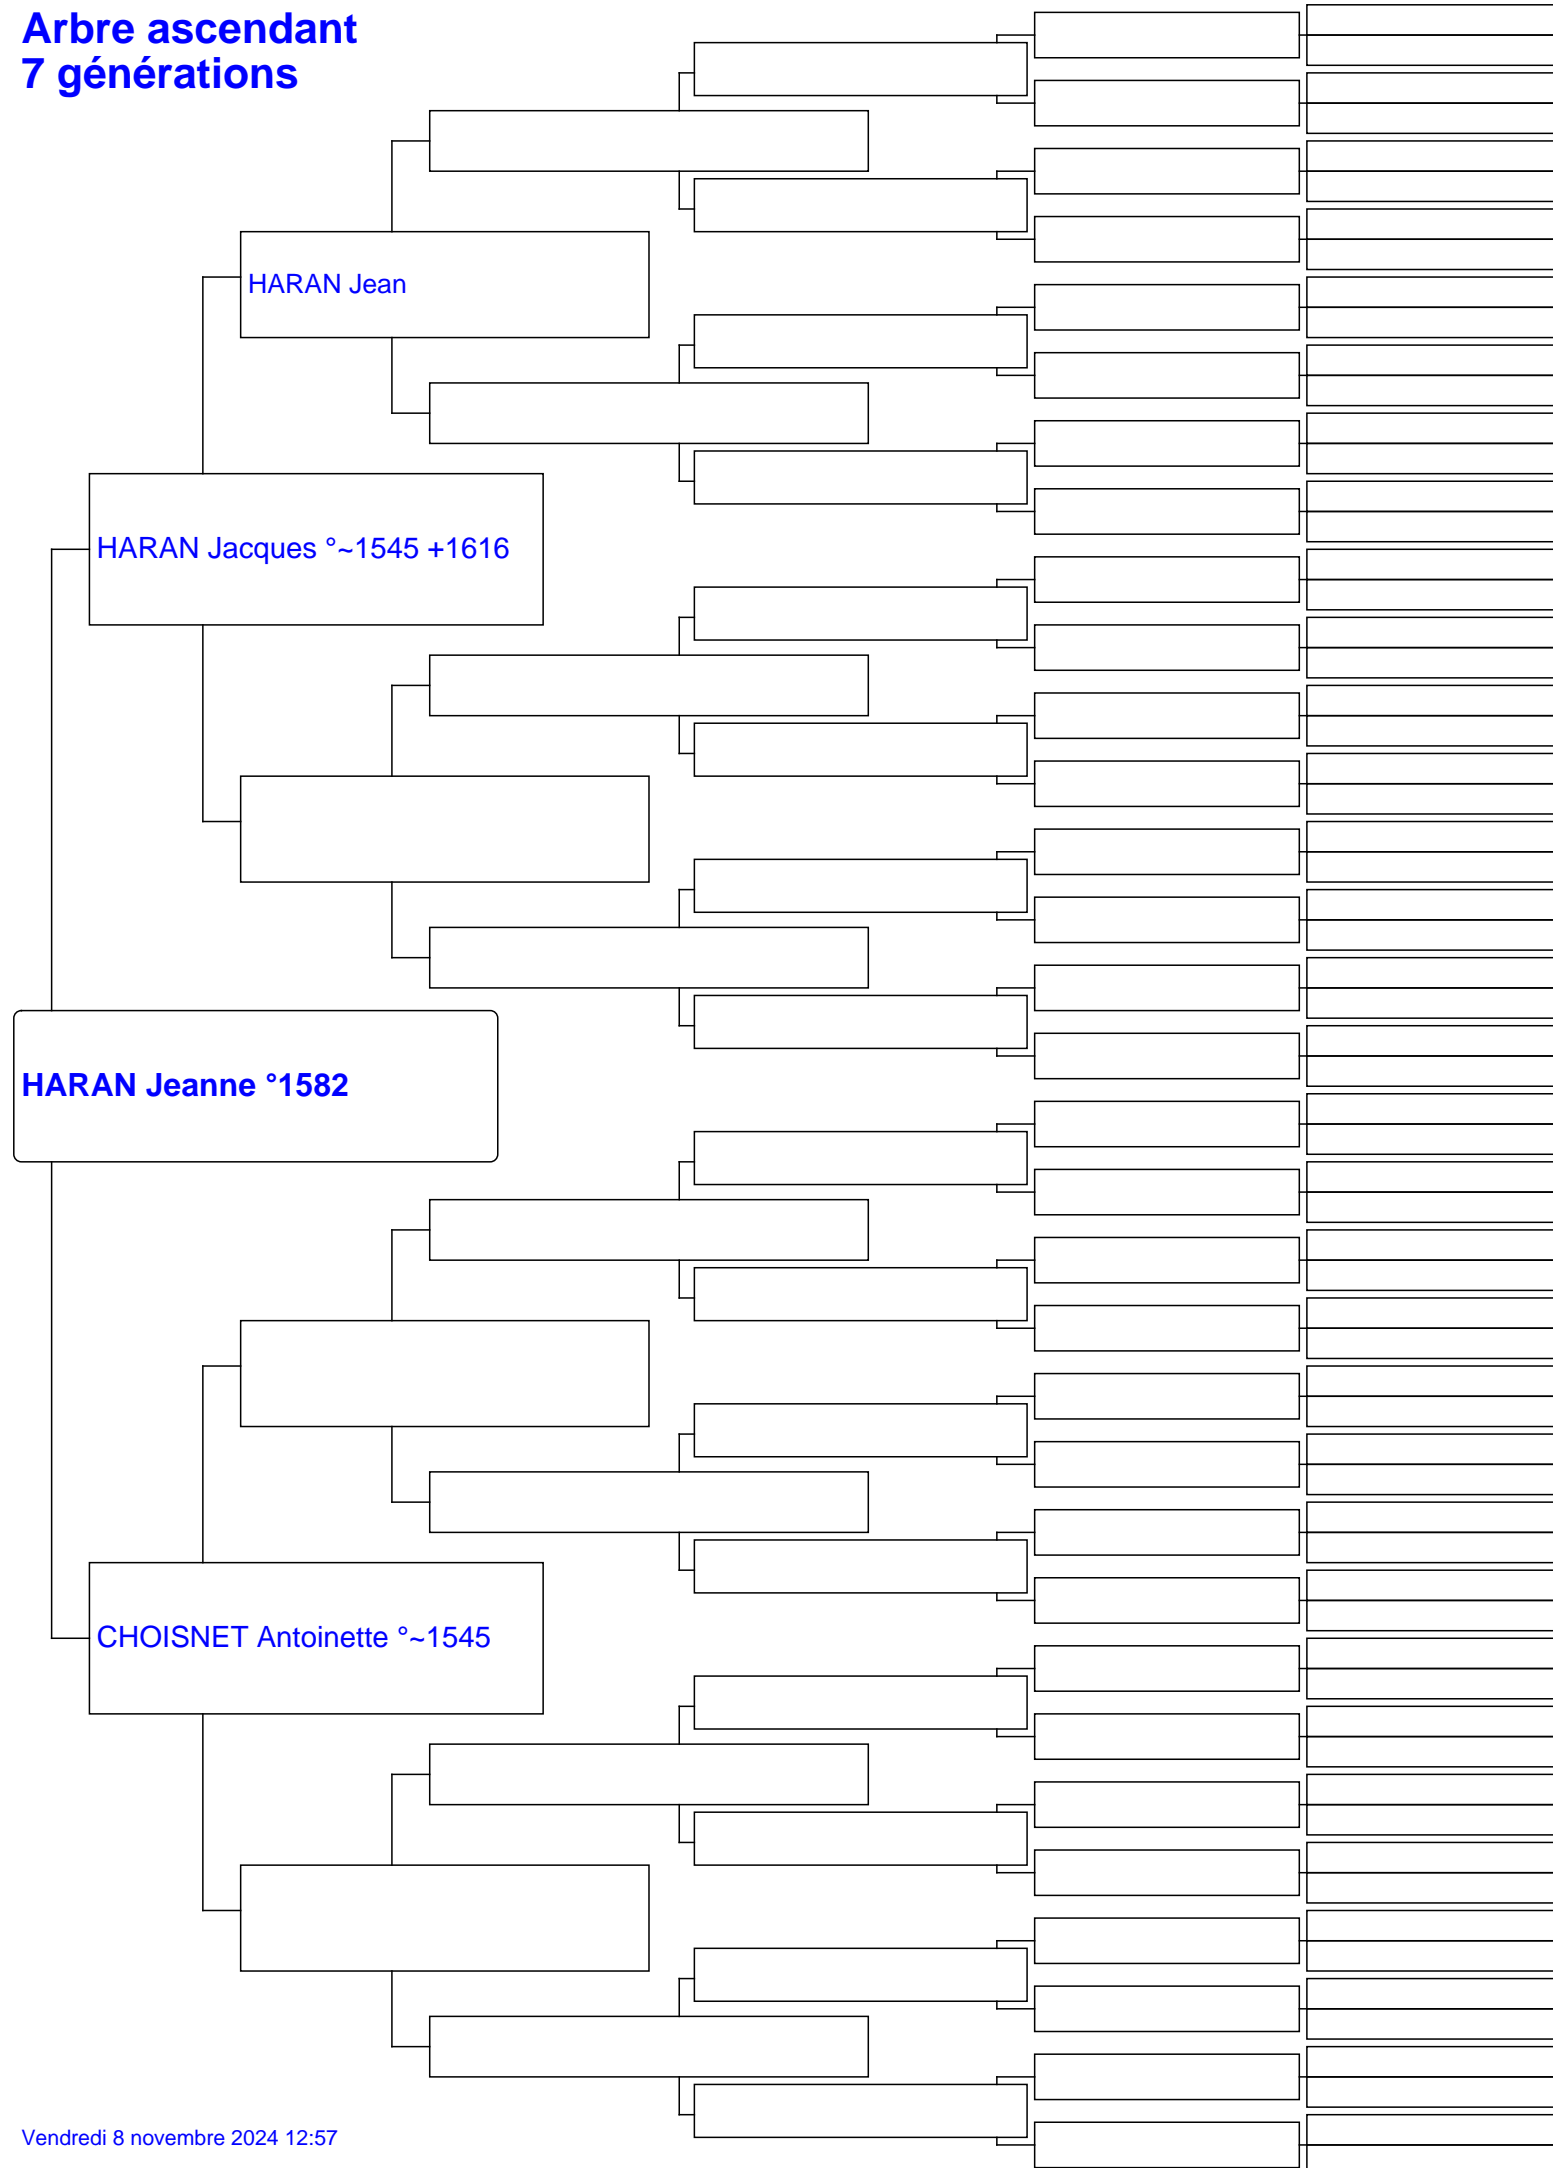 Arbre ascendant
7 générations
HARAN Jean
HARAN Jacques °~1545 +1616
HARAN Jeanne °1582
CHOISNET Antoinette °~1545
Vendredi 8 novembre 2024 12:57